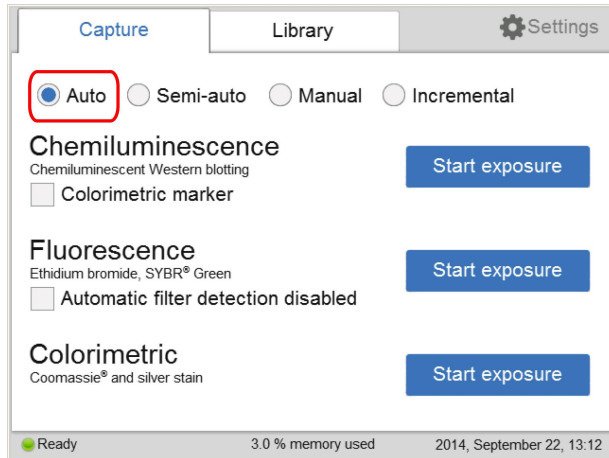 Capture Library Settings
Auto Semi-auto Manual Incremental
Chemiluminescence
Chemiluminescent Western blotting
Start exposure
Colorimetric marker
Fluorescence
Ethidium bromide, SYBR® Green
Start exposure
Automatic filter detection disabled
Colorimetric
Coomassie® and silver stain
Start exposure
Ready 3.0 % memory used 2014, September 22, 13:12